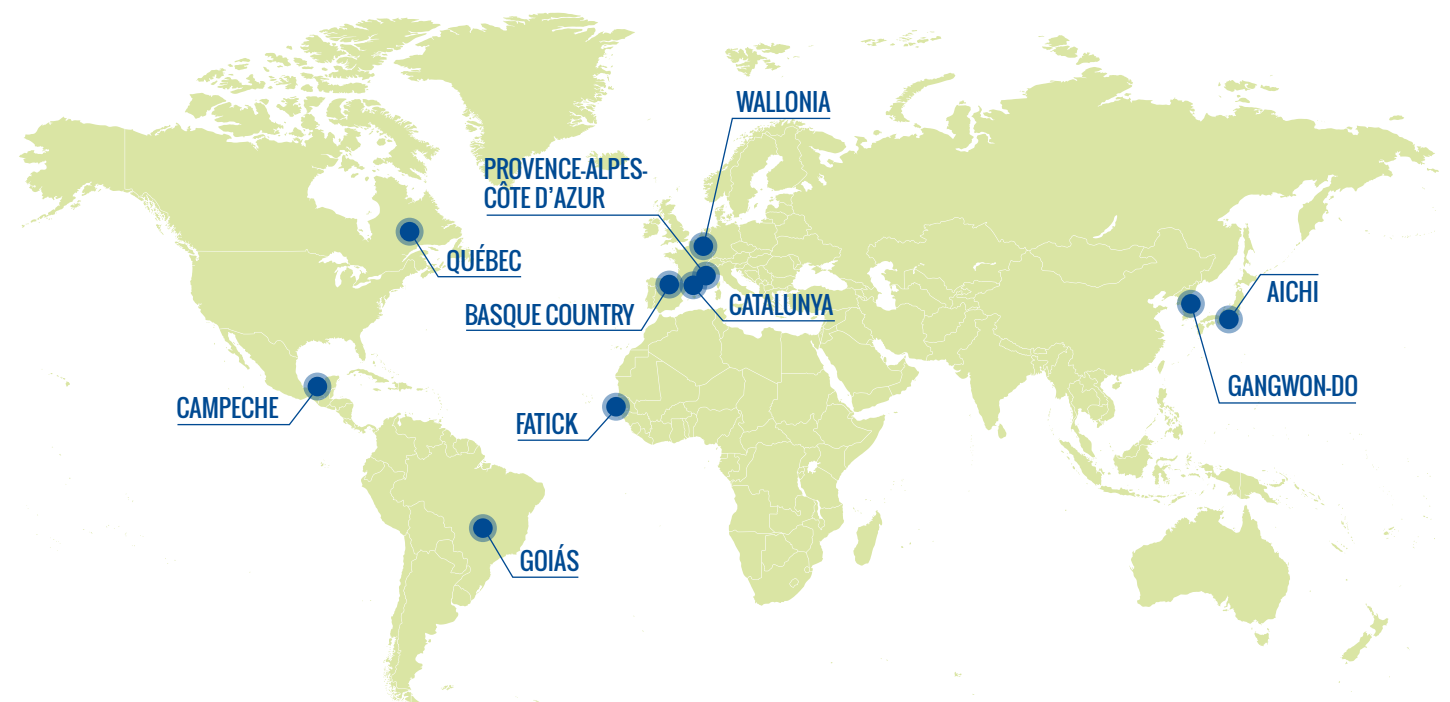 WALLONIA
PROVENCE-ALPES-
CÔTE D'AZUR
QUÉBEC
BASQUE COUNTRY
CATALUNYA
AICHI
GANGWON-DO
CAMPECHE
FATICK
GOIÁS